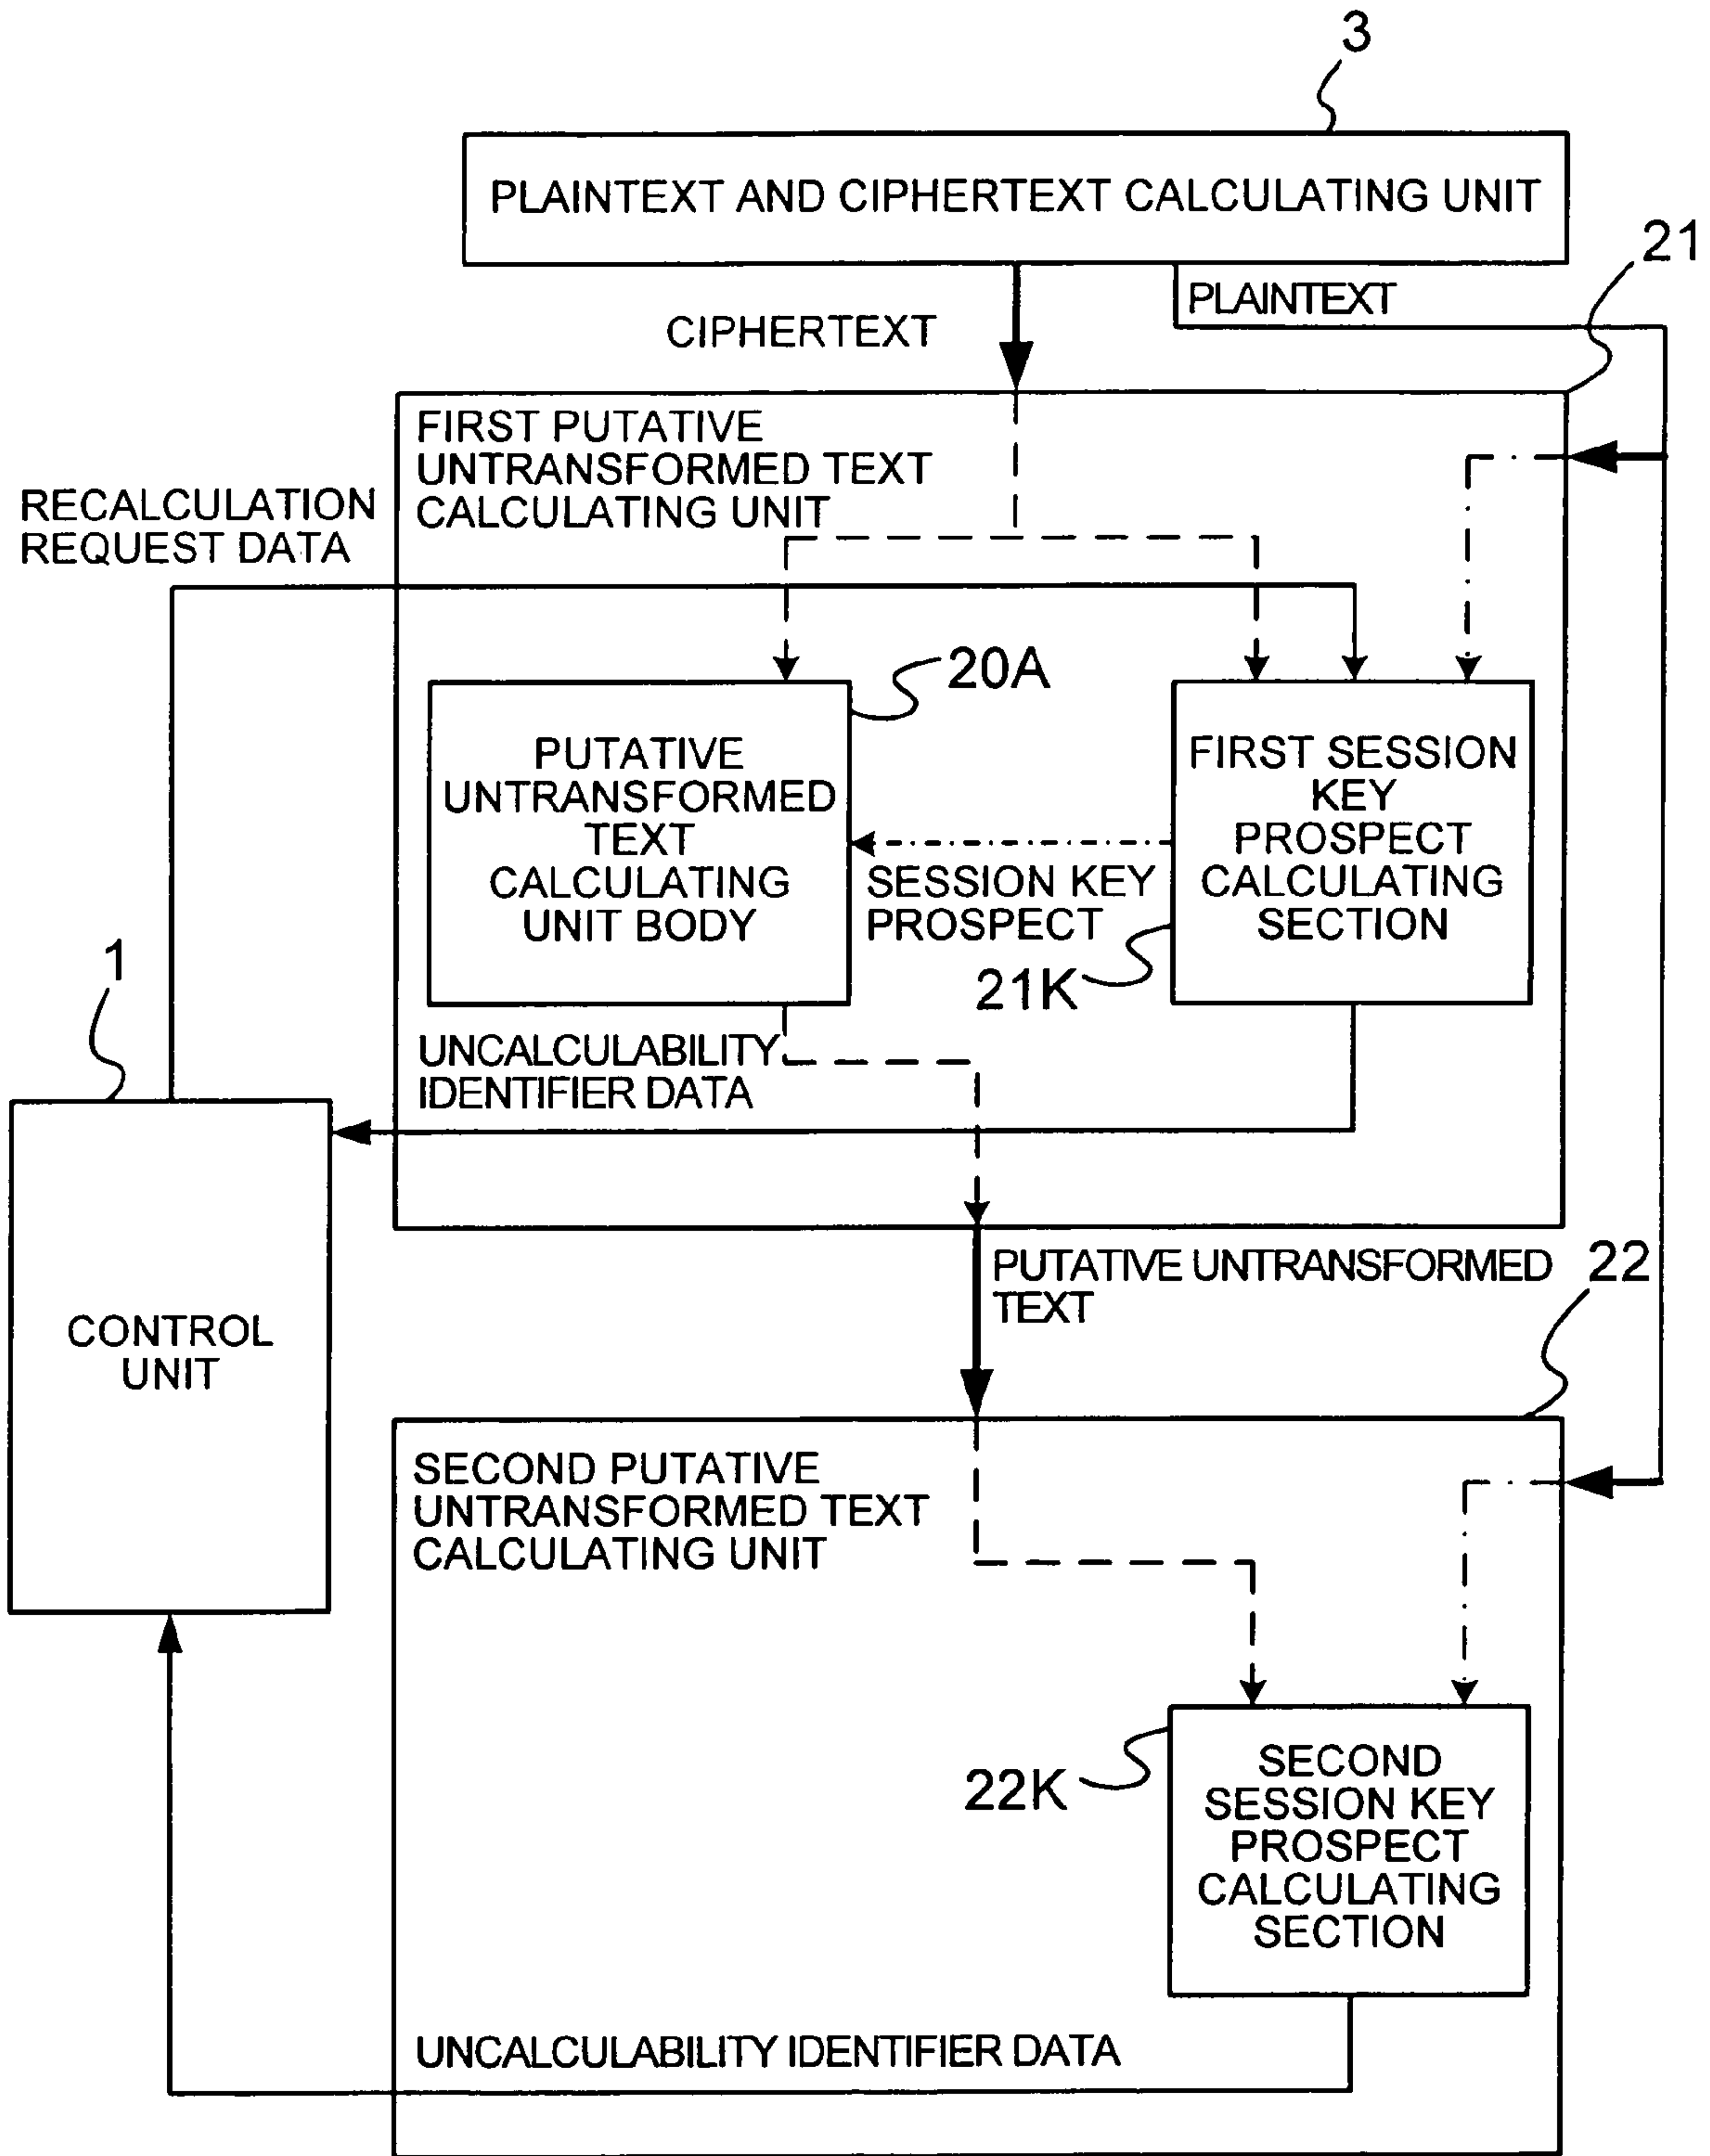 3
PLAINTEXT AND CIPHERTEXT CALCULATING UNIT
21
PLAINTEXT
CIPHERTEXT
FIRST PUTATIVE
UNTRANSFORMED TEXT
CALCULATING UNIT
RECALCULATION
REQUEST DATA
20A
PUTATIVE
UNTRANSFORMED
TEXT
CALCULATING
UNIT BODY
FIRST SESSION
KEY
PROSPECT
CALCULATING
SECTION
SESSION KEY
PROSPECT
21K
1
UNCALCULABILITY
IDENTIFIER DATA
CONTROL
UNIT
PUTATIVE UNTRANSFORMED
TEXT
22
SECOND PUTATIVE
UNTRANSFORMED TEXT
CALCULATING UNIT
22K
SECOND
SESSION KEY
PROSPECT
CALCULATING
SECTION
UNCALCULABILITY IDENTIFIER DATA